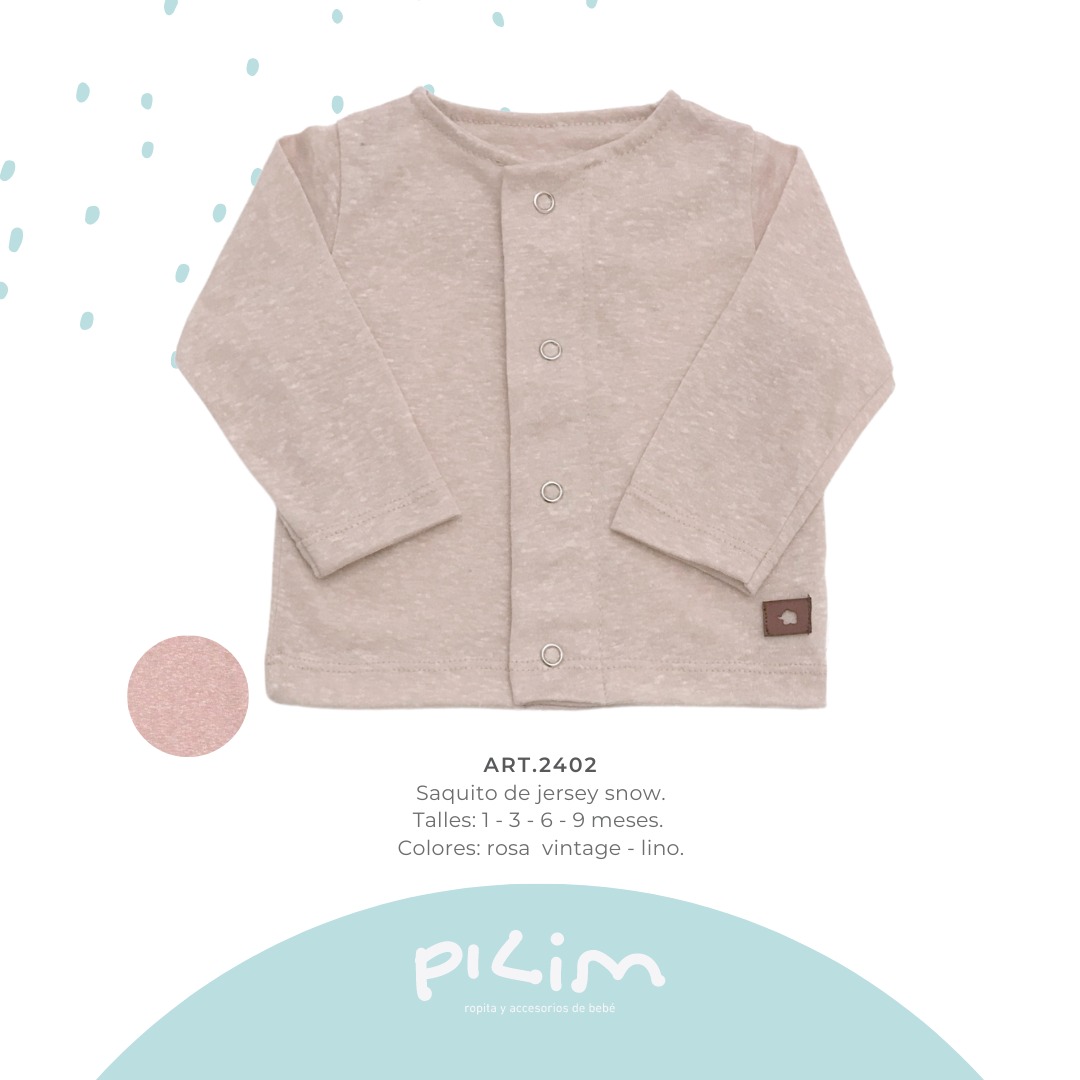 ART.2402
Saquito de jersey snow.
Talles: 1 - 3 - 6 - 9 meses.
Colores: rosa  vintage - lino.
pilim
ropita y accesorios de bebé